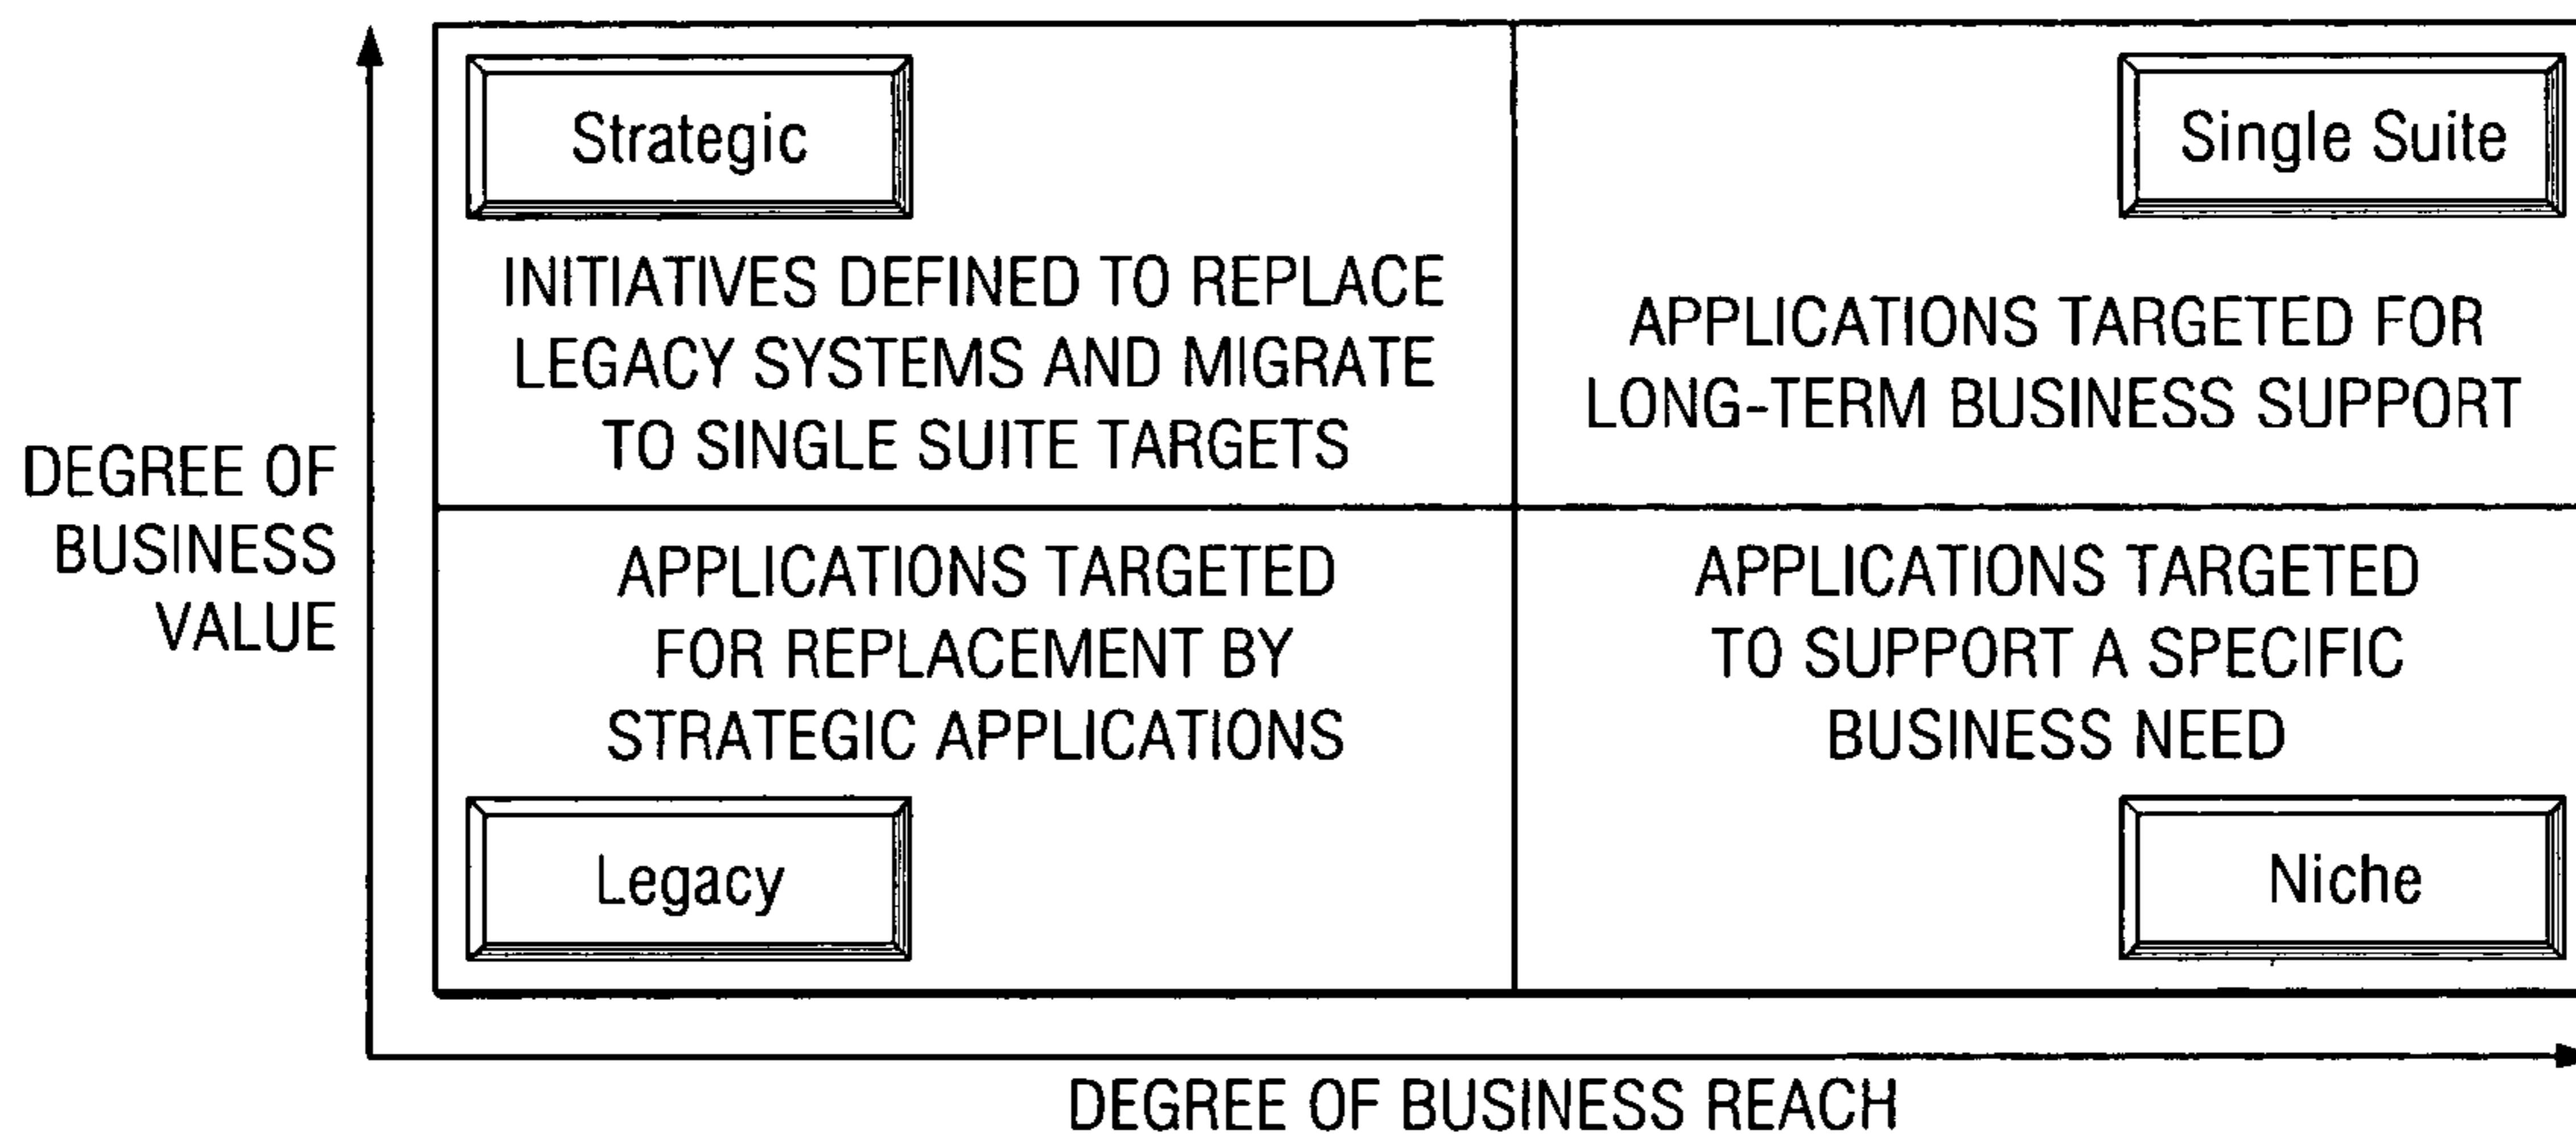 Strategic
INITIATIVES DEFINED TO REPLACE
LEGACY SYSTEMS AND MIGRATE
TO SINGLE SUITE TARGETS
Single Suite
APPLICATIONS TARGETED FOR
LONG-TERM BUSINESS SUPPORT
DEGREE OF
BUSINESS
VALUE
APPLICATIONS TARGETED
FOR REPLACEMENT BY
STRATEGIC APPLICATIONS
Legacy
APPLICATIONS TARGETED
TO SUPPORT A SPECIFIC
BUSINESS NEED
Niche
DEGREE OF BUSINESS REACH